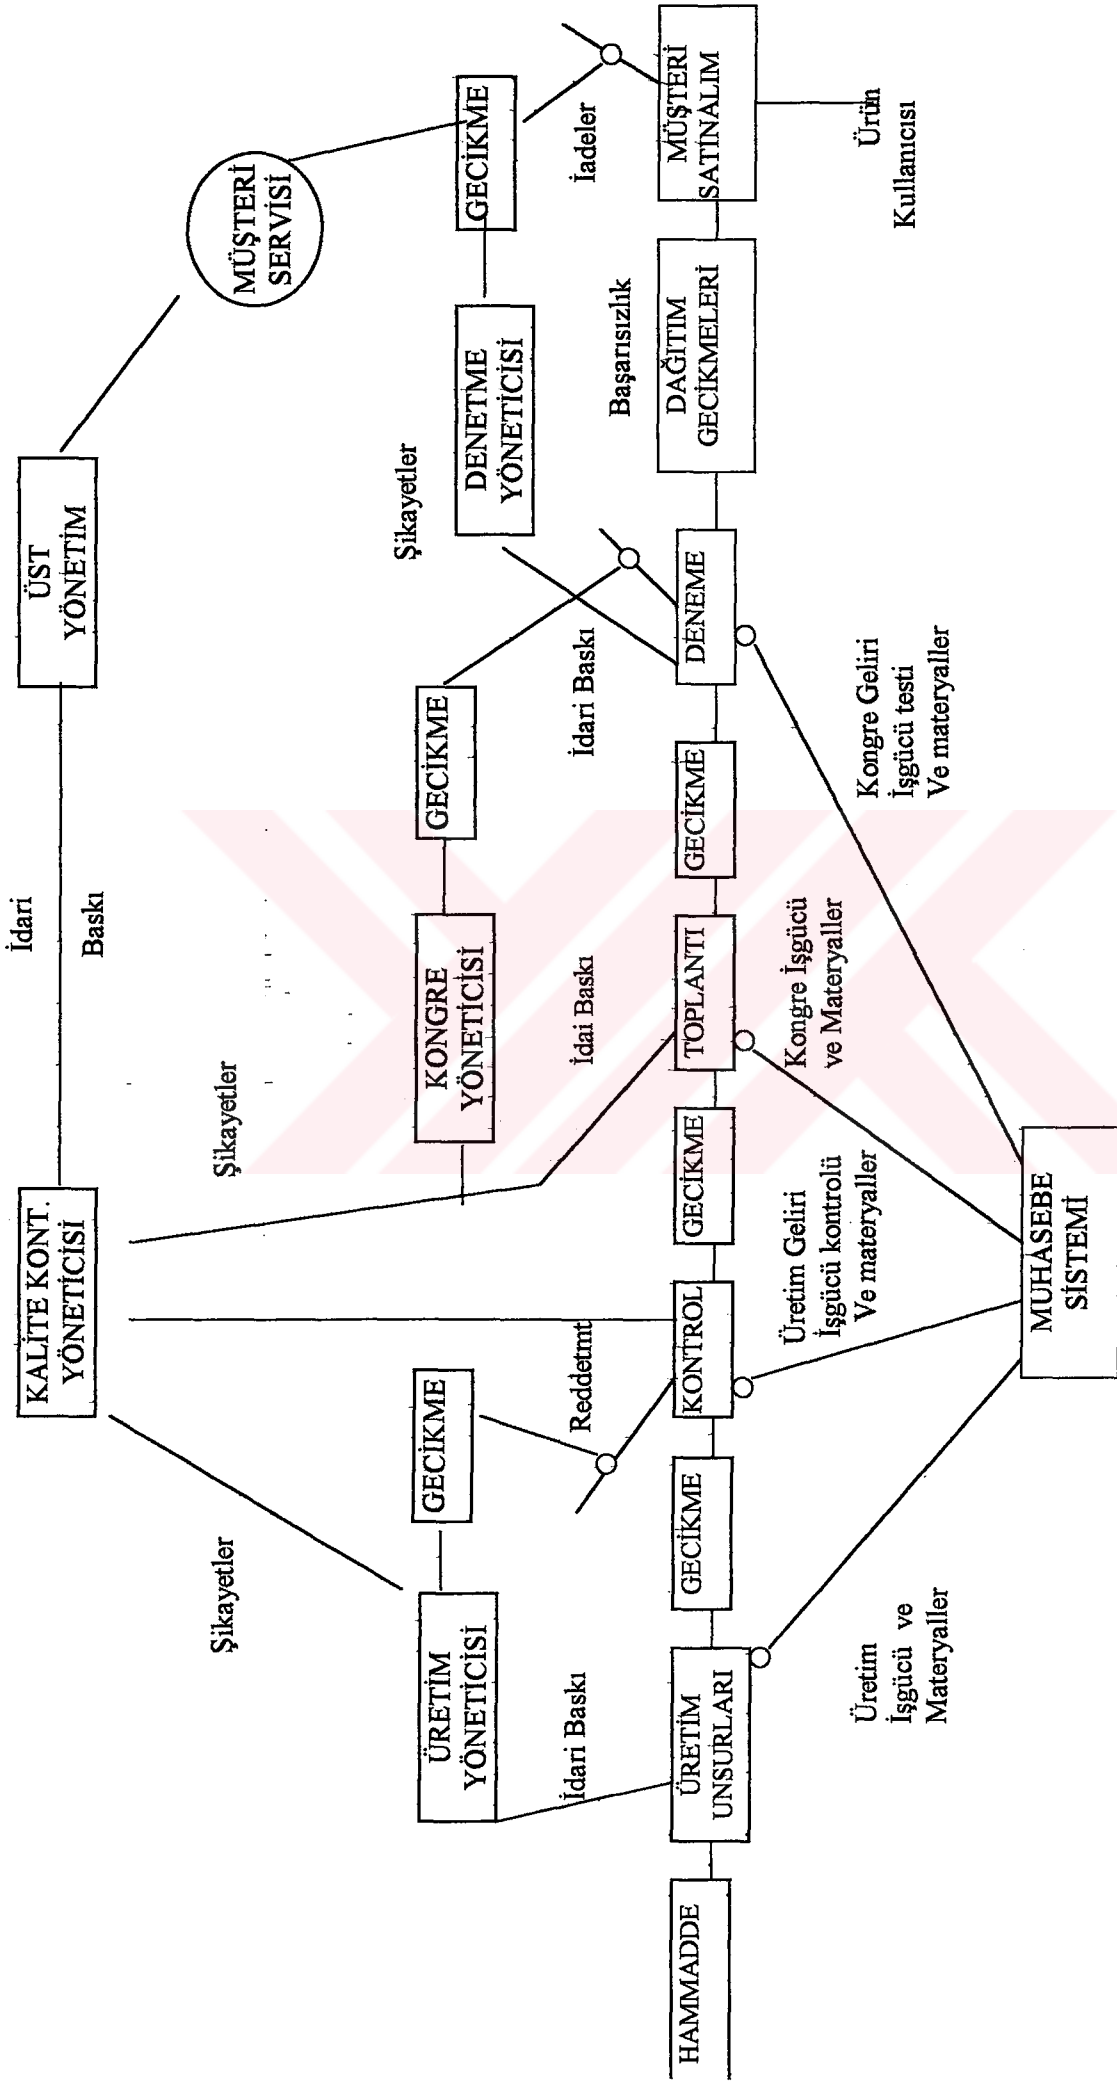 İdari
Baskı
KALİTE KONT.
YÖNETİCİSİ
ÜST
YÖNETİM
MÜŞTERİ
SERVİSİ
Şikayetler
Şikayetler
Şikayetler
ÜRETİM
YÖNETİCİSİ
GECİKME
KONGRE
YÖNETİCİSİ
GECİKME
DENETME
YÖNETİCİSİ
GECİKME
İdari Baskı
Reddetmt
İdai Baskı
İdari Baskı
Başarısızlık
İadeler
HAMMADDE
ÜRETİM
UNSURLARI
GECİKME
KONTROL
GECİKME
TOPLANTI
GECİKME
DENEME
DAĞITIM
GECİKMELERİ
MÜŞTERİ
SATINALIM
Üretim
İşgücü ve
Materyaller
Üretim Geliri
İşgücü kontrolü
Ve materyaller
Kongre İşgücü
ve Materyaller
Kongre Geliri
İşgücü testi
Ve materyaller
Ürün
Kullanıcısı
MUHASEBE
SİSTEMİ